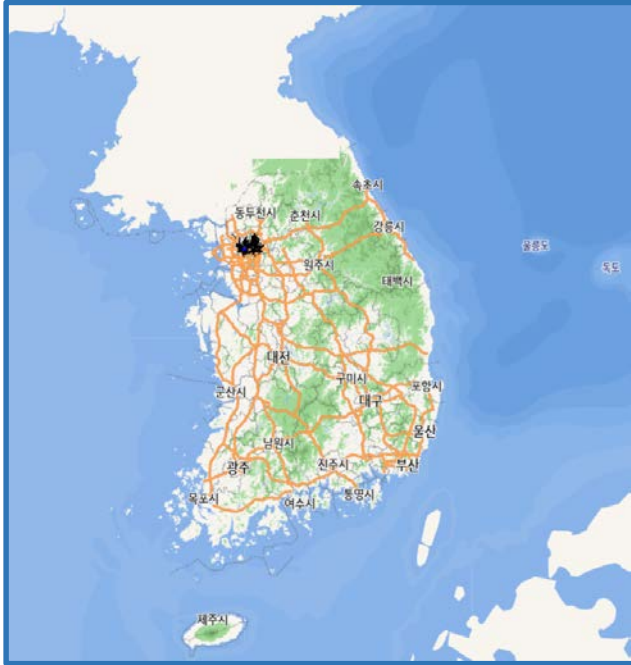 속초시
동두천시
춘천시
강릉시
울릉도
독도
원주시
태백시
대전
구미시
포항시
군산시
대구
울산
남원시
광주
진주시
부산
목포시
여수시
통영시
제주시